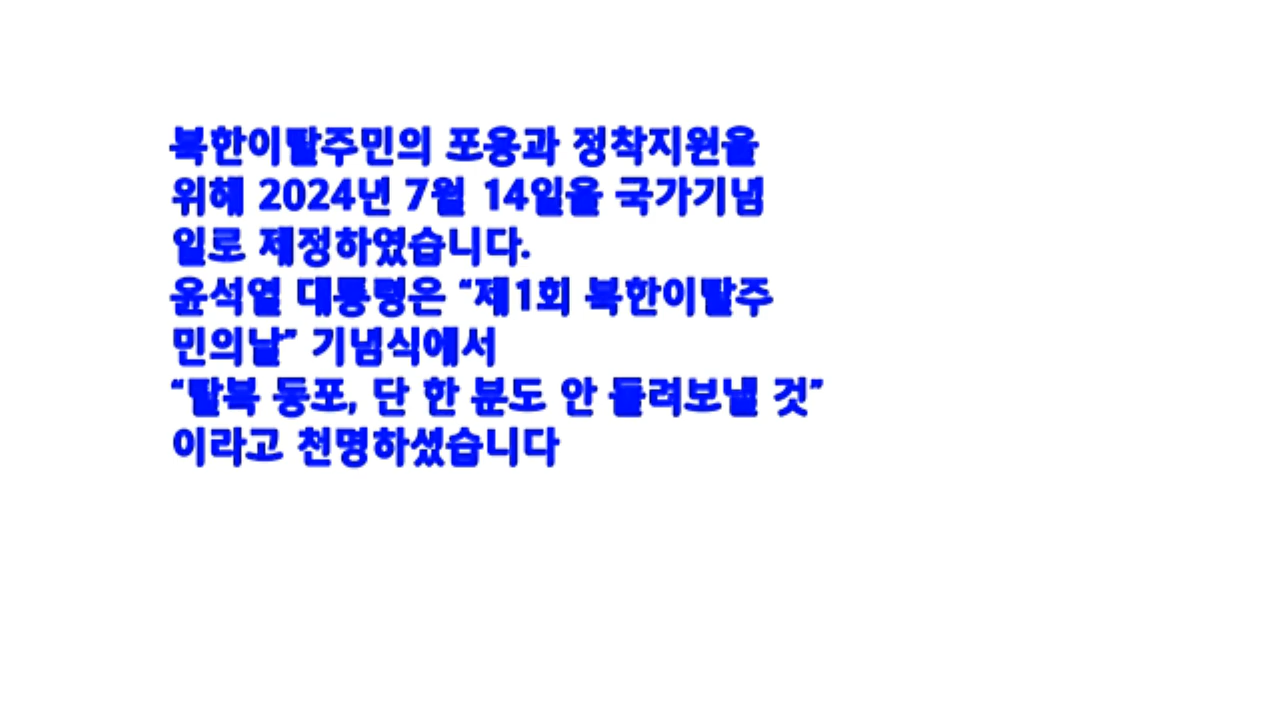 북한이탈주민의 포용과 정착지원을
위해 2024년 7월 14일을 국가기념
일로 제정하였습니다.
윤석열 대통령은 “제1회 북한이탈주
민의날” 기념식에서
“탈북 동포, 단 한 분도 안 돌려보낼 것”
이라고 천명하셨습니다